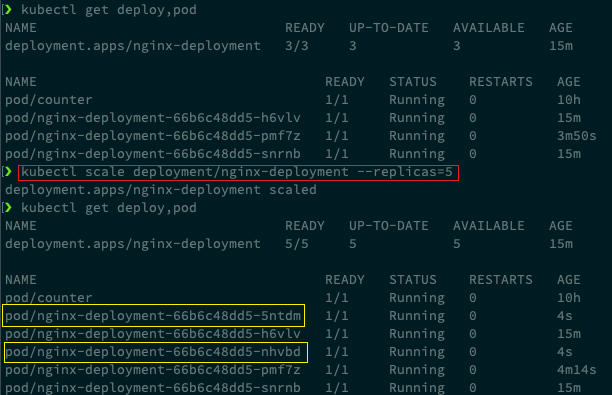 ❯ kubectl get deploy,pod
NAME READY UP-TO-DATE AVAILABLE AGE
deployment.apps/nginx-deployment 3/3 3 3 15m
NAME READY STATUS RESTARTS AGE
pod/counter 1/1 Running 0 10h
pod/nginx-deployment-66b6c48dd5-h6vlv 1/1 Running 0 15m
pod/nginx-deployment-66b6c48dd5-pmf7z 1/1 Running 0 3m50s
pod/nginx-deployment-66b6c48dd5-snrnb 1/1 Running 0 15m
❯ kubectl scale deployment/nginx-deployment --replicas=5
deployment.apps/nginx-deployment scaled
❯ kubectl get deploy,pod
NAME READY UP-TO-DATE AVAILABLE AGE
deployment.apps/nginx-deployment 5/5 5 5 15m
NAME READY STATUS RESTARTS AGE
pod/counter 1/1 Running 0 10h
pod/nginx-deployment-66b6c48dd5-5ntdm 1/1 Running 0 4s
pod/nginx-deployment-66b6c48dd5-h6vlv 1/1 Running 0 15m
pod/nginx-deployment-66b6c48dd5-nhvbd 1/1 Running 0 4s
pod/nginx-deployment-66b6c48dd5-pmf7z 1/1 Running 0 4m14s
pod/nginx-deployment-66b6c48dd5-snrnb 1/1 Running 0 15m